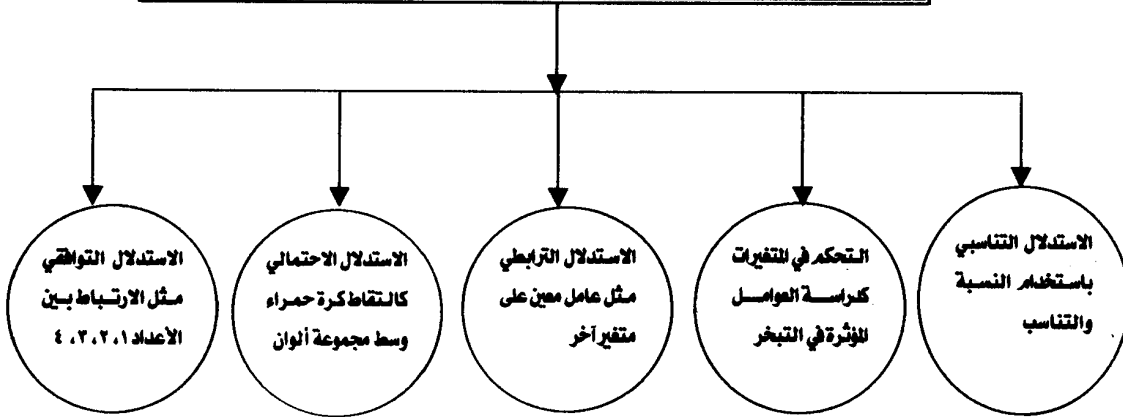 الاستدلال التناسبي
باستخدام النسبة
والتناسب
التحكم في المتغيرات
كدراسة العوامل
المؤثرة في التبخر
الاستدلال الترابطي
مثل عامل معين على
متغير آخر
الاستدلال الاحتمالي
كالتقاط كرة حمراء
وسط مجموعة ألوان
الاستدلال التوافقي
مثل الارتباط بين
الأعداد ١، ٢، ٣، ٤